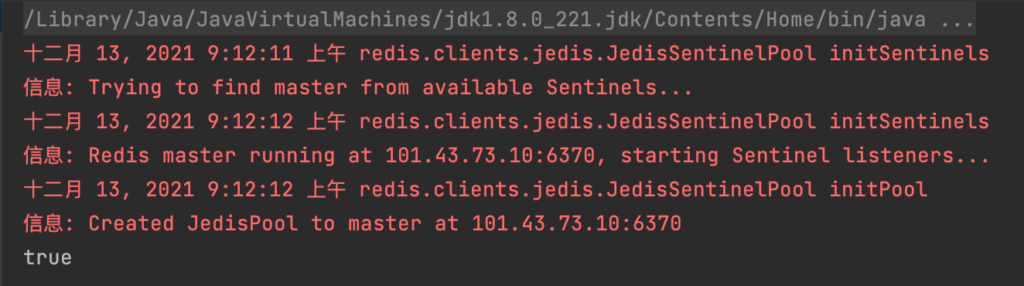 /Library/Java/JavaVirtualMachines/jdk1.8.0_221.jdk/Contents/Home/bin/java ...
十二月 13, 2021 9:12:11 上午 redis.clients.jedis.JedisSentinelPool initSentinels
信息: Trying to find master from available Sentinels...
十二月 13, 2021 9:12:12 上午 redis.clients.jedis.JedisSentinelPool initSentinels
信息: Redis master running at 101.43.73.10:6370, starting Sentinel listeners...
十二月 13, 2021 9:12:12 上午 redis.clients.jedis.JedisSentinelPool initPool
信息: Created JedisPool to master at 101.43.73.10:6370
true